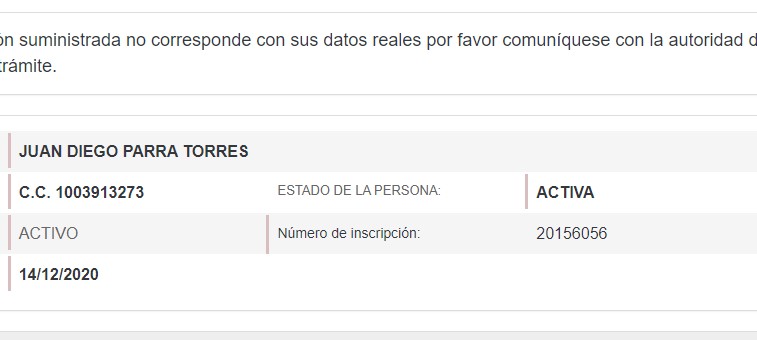 ón suministrada no corresponde con sus datos reales por favor comuníquese con la autoridad d
trámite.
JUAN DIEGO PARRA TORRES
C.C. 1003913273 ESTADO DE LA PERSONA: ACTIVA
ACTIVO Número de inscripción: 20156056
14/12/2020